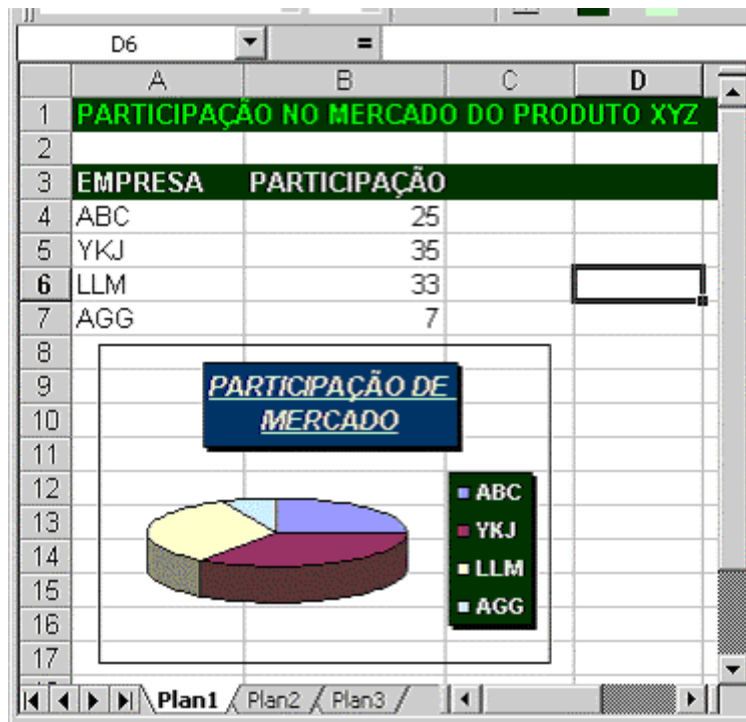 D6 =
A B C D
1 PARTICIPAÇÃO NO MERCADO DO PRODUTO XYZ
2
3 EMPRESA PARTICIPAÇÃO
4 ABC 25
5 YKJ 35
6 LLM 33
7 AGG 7
8
9 PARTICIPAÇÃO DE
10 MERCADO
11
12 ABC
13 YKJ
14 LLM
15 AGG
16
17
Plan1 Plan2 Plan3